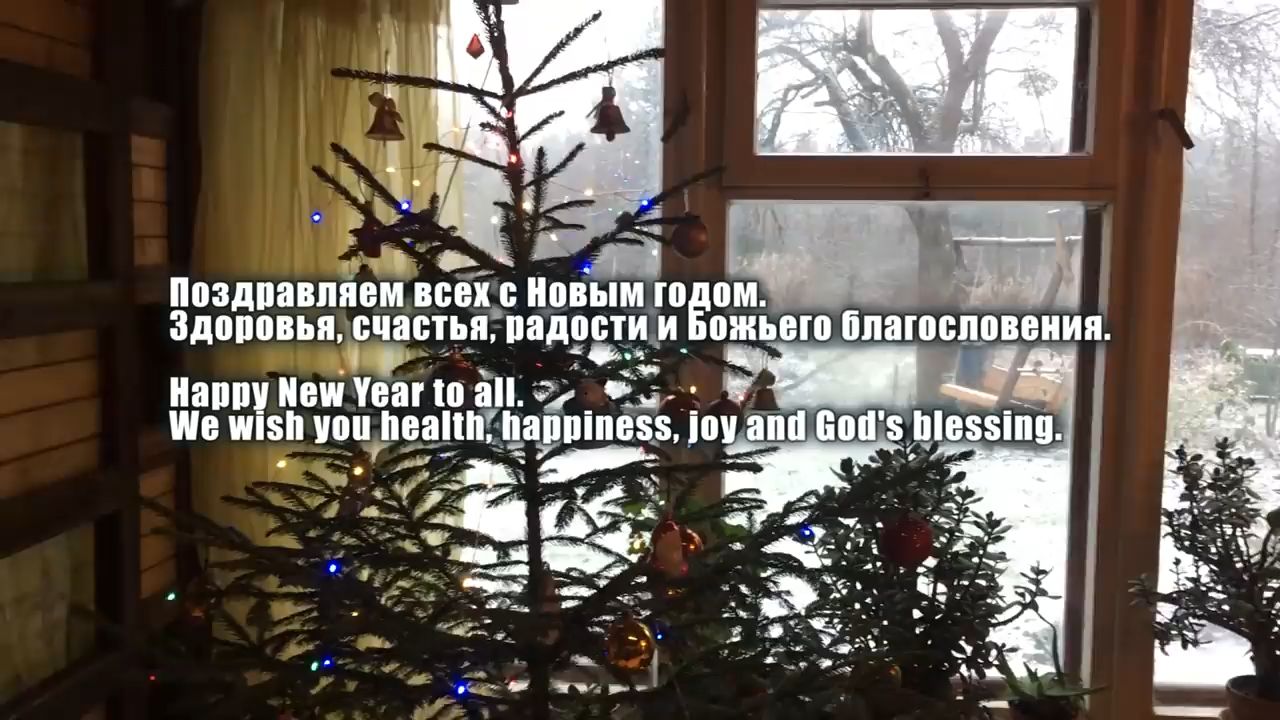 Поздравляем всех с Новым годом.
Здоровья, счастья, радости и Божьего благословения.
Happy New Year to all.
We wish you health, happiness, joy and God's blessing.